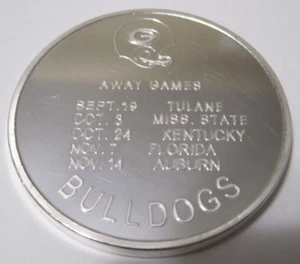 G
AWAY GAMES
SEPT. 19 TULANE
OCT. 3 MISS. STATE
OCT. 24 KENTUCKY
NOV. 7 FLORIDA
NOV. 14 AUBURN
BULLDOGS